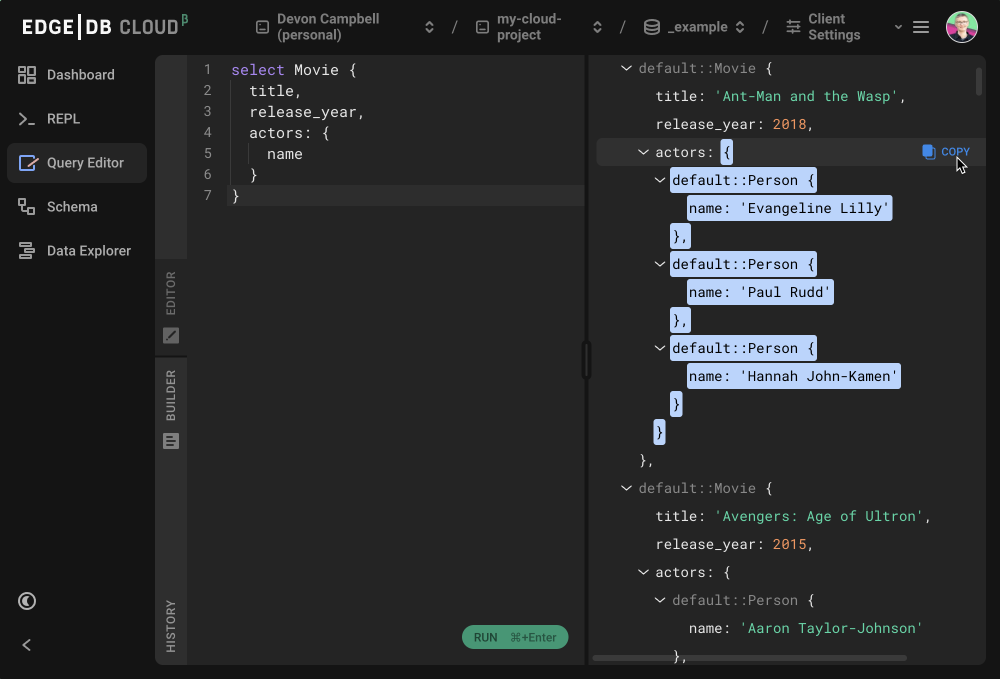 EDGE|DB CLOUD β
Devon Campbell (personal)
/
my-cloud-project
/
_example
/
Client Settings
Dashboard
REPL
Query Editor
Schema
Data Explorer
EDITOR
BUILDER
HISTORY
1 select Movie {
2 title,
3 release_year,
4 actors: {
5 name
6 }
7 }
RUN ⌘+Enter
default::Movie {
title: 'Ant-Man and the Wasp',
release_year: 2018,
actors: {
COPY
default::Person {
name: 'Evangeline Lilly'
},
default::Person {
name: 'Paul Rudd'
},
default::Person {
name: 'Hannah John-Kamen'
}
}
},
default::Movie {
title: 'Avengers: Age of Ultron',
release_year: 2015,
actors: {
default::Person {
name: 'Aaron Taylor-Johnson'
},